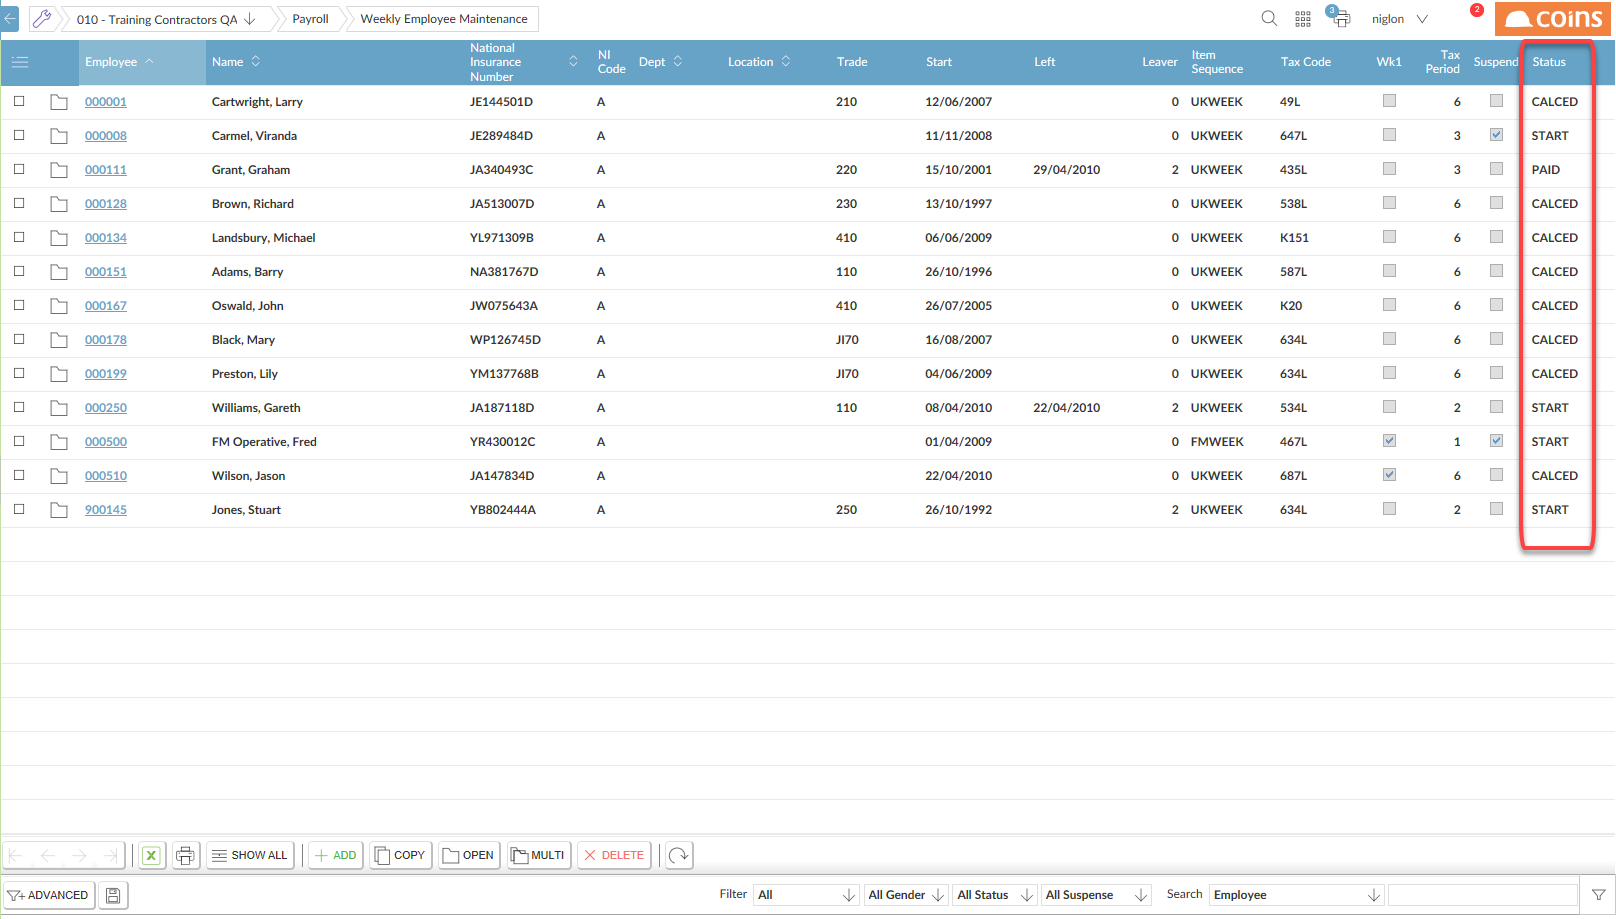 010 - Training Contractors QA Payroll Weekly Employee Maintenance 3 niglon 2 coins
Employee Name National Insurance Number NI Code Dept Location Trade Start Left Leaver Item Sequence Tax Code Wk1 Tax Period Suspend Status
000001 Cartwright, Larry JE144501D A 210 12/06/2007 0 UKWEEK 49L 6 CALCED
000008 Carmel, Viranda JE289484D A 11/11/2008 0 UKWEEK 647L 3 START
000111 Grant, Graham JA340493C A 220 15/10/2001 29/04/2010 2 UKWEEK 435L 3 PAID
000128 Brown, Richard JA513007D A 230 13/10/1997 0 UKWEEK 538L 6 CALCED
000134 Landsbury, Michael YL971309B A 410 06/06/2009 0 UKWEEK K151 6 CALCED
000151 Adams, Barry NA381767D A 110 26/10/1996 0 UKWEEK 587L 6 CALCED
000167 Oswald, John JW075643A A 410 26/07/2005 0 UKWEEK K20 6 CALCED
000178 Black, Mary WP126745D A JI70 16/08/2007 0 UKWEEK 634L 6 CALCED
000199 Preston, Lily YM137768B A JI70 04/06/2009 0 UKWEEK 634L 6 CALCED
000250 Williams, Gareth JA187118D A 110 08/04/2010 22/04/2010 2 UKWEEK 534L 2 START
000500 FM Operative, Fred YR430012C A 01/04/2009 0 FMWEEK 467L 1 START
000510 Wilson, Jason JA147834D A 22/04/2010 0 UKWEEK 687L 6 CALCED
900145 Jones, Stuart YB802444A A 250 26/10/1992 2 UKWEEK 634L 2 START
SHOW ALL ADD COPY OPEN MULTI DELETE
ADVANCED Filter All All Gender All Status All Suspense Search Employee